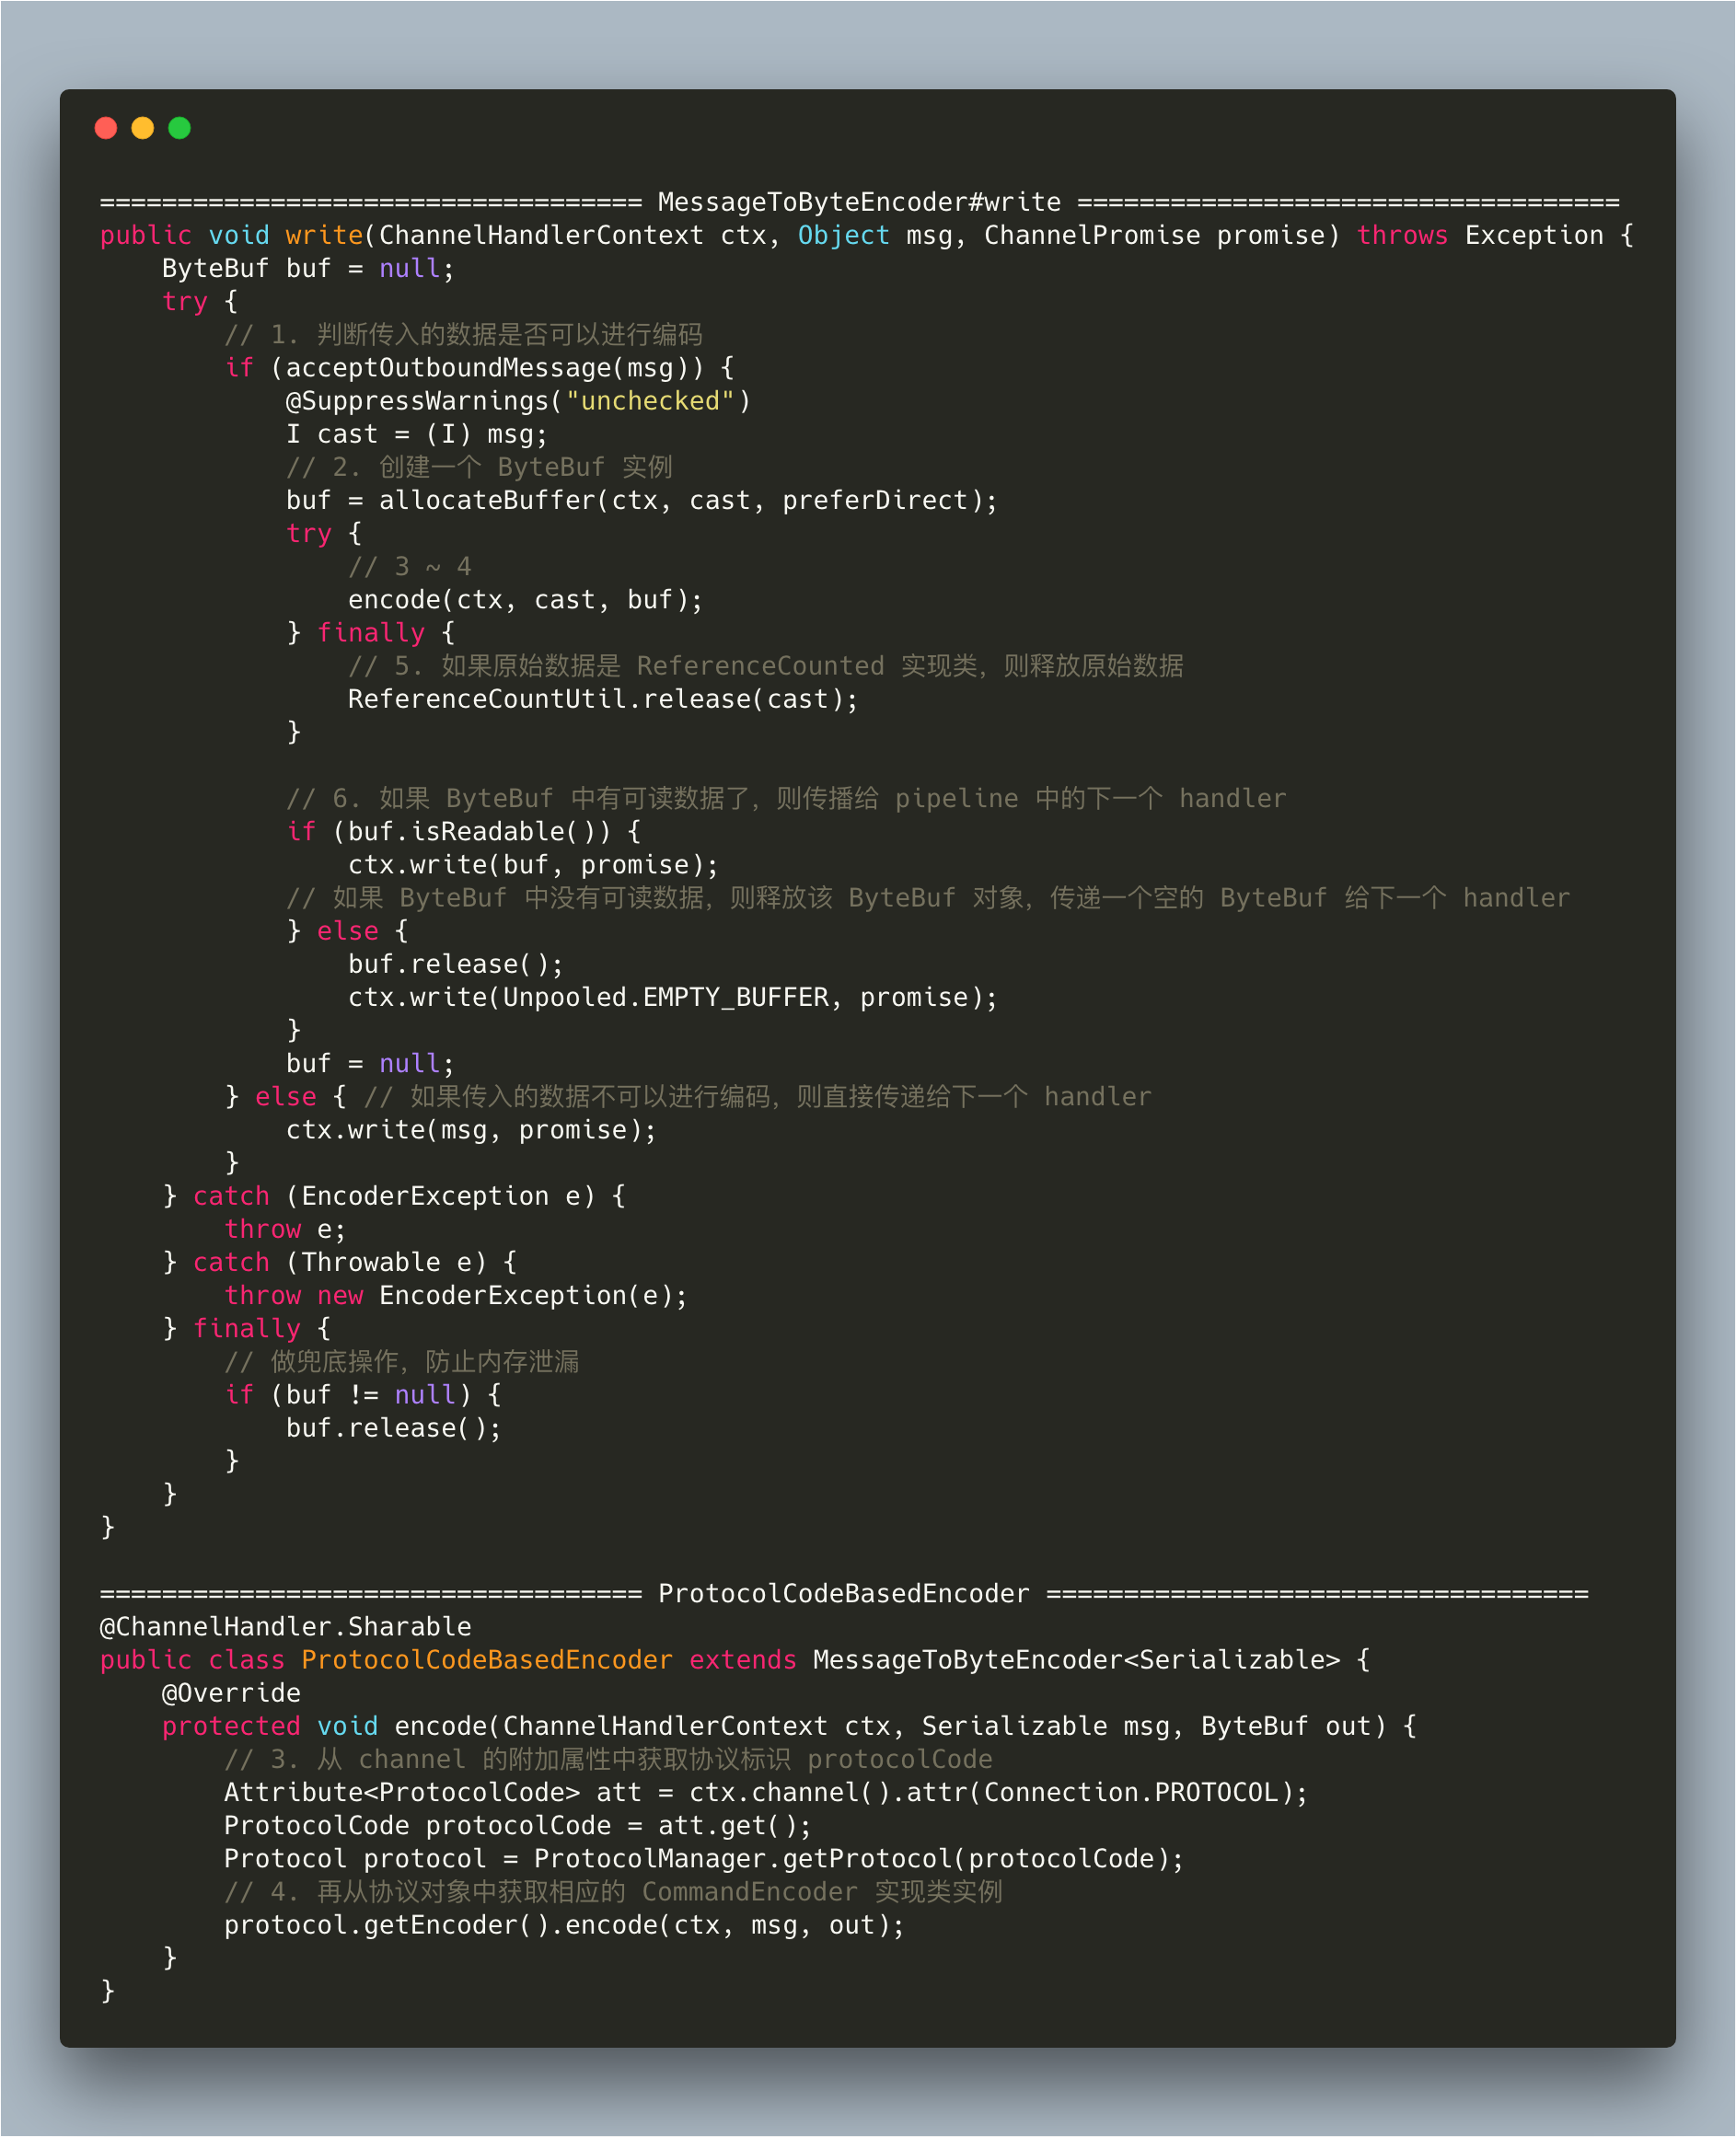 =================================== MessageToByteEncoder#write ===================================
public void write(ChannelHandlerContext ctx, Object msg, ChannelPromise promise) throws Exception {
    ByteBuf buf = null;
    try {
        // 1. 判断传入的数据是否可以进行编码
        if (acceptOutboundMessage(msg)) {
            @SuppressWarnings("unchecked")
            I cast = (I) msg;
            // 2. 创建一个 ByteBuf 实例
            buf = allocateBuffer(ctx, cast, preferDirect);
            try {
                // 3 ~ 4
                encode(ctx, cast, buf);
            } finally {
                // 5. 如果原始数据是 ReferenceCounted 实现类，则释放原始数据
                ReferenceCountUtil.release(cast);
            }

            // 6. 如果 ByteBuf 中有可读数据了，则传播给 pipeline 中的下一个 handler
            if (buf.isReadable()) {
                ctx.write(buf, promise);
            // 如果 ByteBuf 中没有可读数据，则释放该 ByteBuf 对象，传递一个空的 ByteBuf 给下一个 handler
            } else {
                buf.release();
                ctx.write(Unpooled.EMPTY_BUFFER, promise);
            }
            buf = null;
        } else { // 如果传入的数据不可以进行编码，则直接传递给下一个 handler
            ctx.write(msg, promise);
        }
    } catch (EncoderException e) {
        throw e;
    } catch (Throwable e) {
        throw new EncoderException(e);
    } finally {
        // 做兜底操作，防止内存泄漏
        if (buf != null) {
            buf.release();
        }
    }
}

=================================== ProtocolCodeBasedEncoder ===================================
@ChannelHandler.Sharable
public class ProtocolCodeBasedEncoder extends MessageToByteEncoder<Serializable> {
    @Override
    protected void encode(ChannelHandlerContext ctx, Serializable msg, ByteBuf out) {
        // 3. 从 channel 的附加属性中获取协议标识 protocolCode
        Attribute<ProtocolCode> att = ctx.channel().attr(Connection.PROTOCOL);
        ProtocolCode protocolCode = att.get();
        Protocol protocol = ProtocolManager.getProtocol(protocolCode);
        // 4. 再从协议对象中获取相应的 CommandEncoder 实现类实例
        protocol.getEncoder().encode(ctx, msg, out);
    }
}